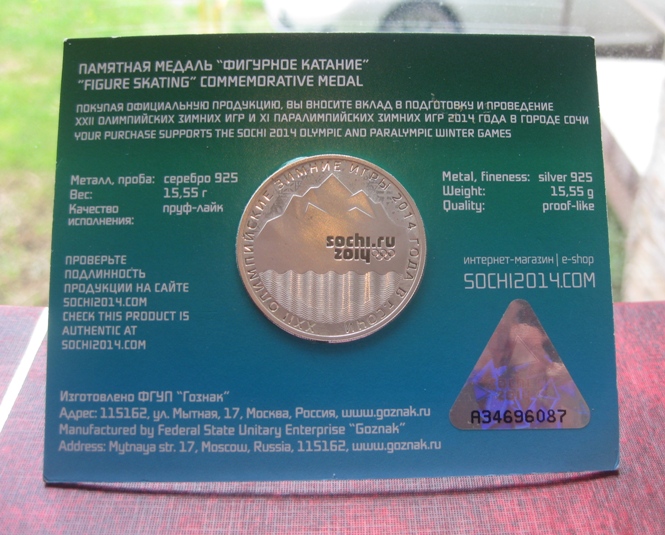 ПАМЯТНАЯ МЕДАЛЬ "ФИГУРНОЕ КАТАНИЕ"
"FIGURE SKATING" COMMEMORATIVE MEDAL
ПОКУПАЯ ОФИЦИАЛЬНУЮ ПРОДУКЦИЮ, ВЫ ВНОСИТЕ ВКЛАД В ПОДГОТОВКУ И ПРОВЕДЕНИЕ
XXII ОЛИМПИЙСКИХ ЗИМНИХ ИГР И XI ПАРАЛИМПИЙСКИХ ЗИМНИХ ИГР 2014 ГОДА В ГОРОДЕ СОЧИ
YOUR PURCHASE SUPPORTS THE SOCHI 2014 OLYMPIC AND PARALYMPIC WINTER GAMES
Металл, проба: серебро 925
Вес: 15,55 г
Качество пруф-лайк
исполнения:
Metal, fineness: silver 925
Weight: 15,55 g
Quality: proof-like
XXII ОЛИМПИЙСКИЕ ЗИМНИЕ ИГРЫ 2014 ГОДА В Г.СОЧИ
sochi.ru
2014
ПРОВЕРЬТЕ
ПОДЛИННОСТЬ
ПРОДУКЦИИ НА САЙТЕ
SOCHI2014.COM
CHECK THIS PRODUCT IS
AUTHENTIC AT
SOCHI2014.COM
ИНТЕРНЕТ-МАГАЗИН | E-SHOP
SOCHI2014.COM
A34696087
Изготовлено ФГУП "Гознак"
Адрес: 115162, ул. Мытная, 17, Москва, Россия, www.goznak.ru
Manufactured by Federal State Unitary Enterprise "Goznak"
Address: Mytnaya str. 17, Moscow, Russia, 115162, www.goznak.ru